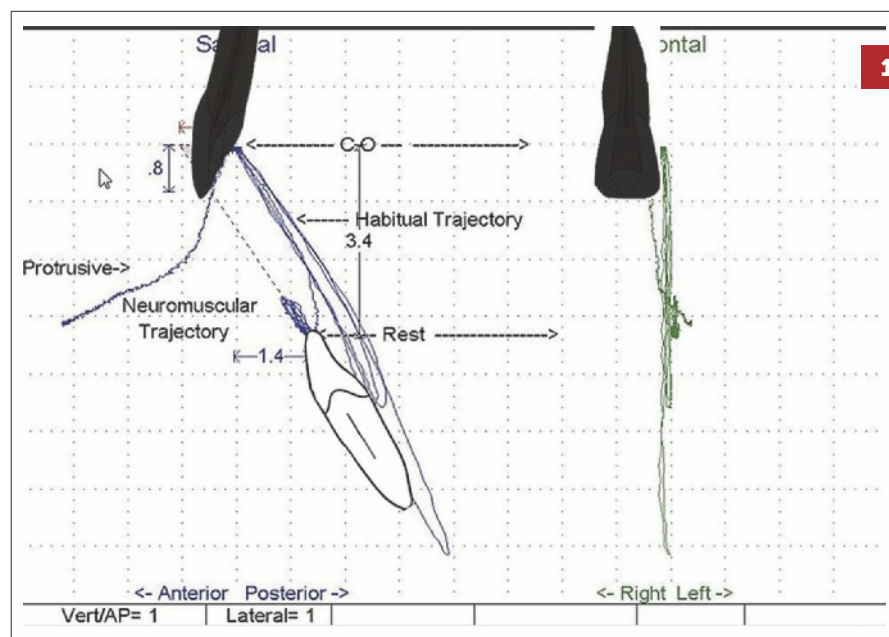 Sa al ontal
1
<---- C-O -- ------------->
.8
<---- Habitual Trajectory
3.4
Protrusive->
Neuromuscular
Trajectory
<---- Rest -------------->
1.4
<- Anterior Posterior ->
<- Right Left ->
Vert/AP= 1 Lateral= 1